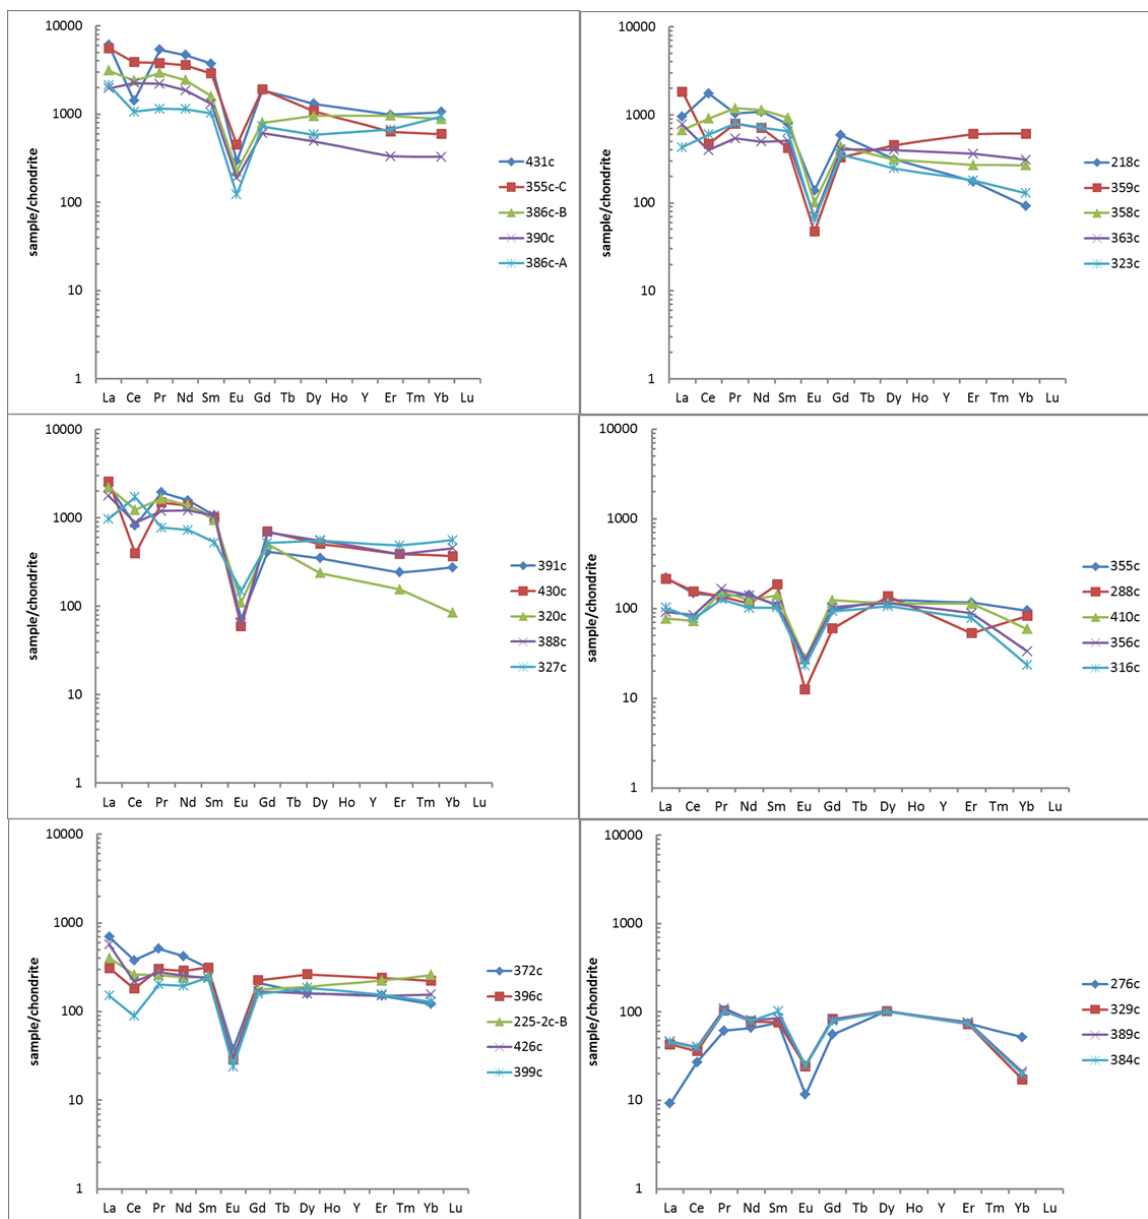 10000
1000
100
10
1
sample/chondrite
La Ce Pr Nd Sm Eu Gd Tb Dy Ho Y Er Tm Yb Lu
431c
355c-C
386c-B
390c
386c-A
10000
1000
100
10
1
sample/chondrite
La Ce Pr Nd Sm Eu Gd Tb Dy Ho Y Er Tm Yb Lu
218c
359c
358c
363c
323c
10000
1000
100
10
1
sample/chondrite
La Ce Pr Nd Sm Eu Gd Tb Dy Ho Y Er Tm Yb Lu
391c
430c
320c
388c
327c
10000
1000
100
10
1
sample/chondrite
La Ce Pr Nd Sm Eu Gd Tb Dy Ho Y Er Tm Yb Lu
355c
288c
410c
356c
316c
10000
1000
100
10
1
sample/chondrite
La Ce Pr Nd Sm Eu Gd Tb Dy Ho Y Er Tm Yb Lu
372c
396c
225-2c-B
426c
399c
10000
1000
100
10
1
sample/chondrite
La Ce Pr Nd Sm Eu Gd Tb Dy Ho Y Er Tm Yb Lu
276c
329c
389c
384c